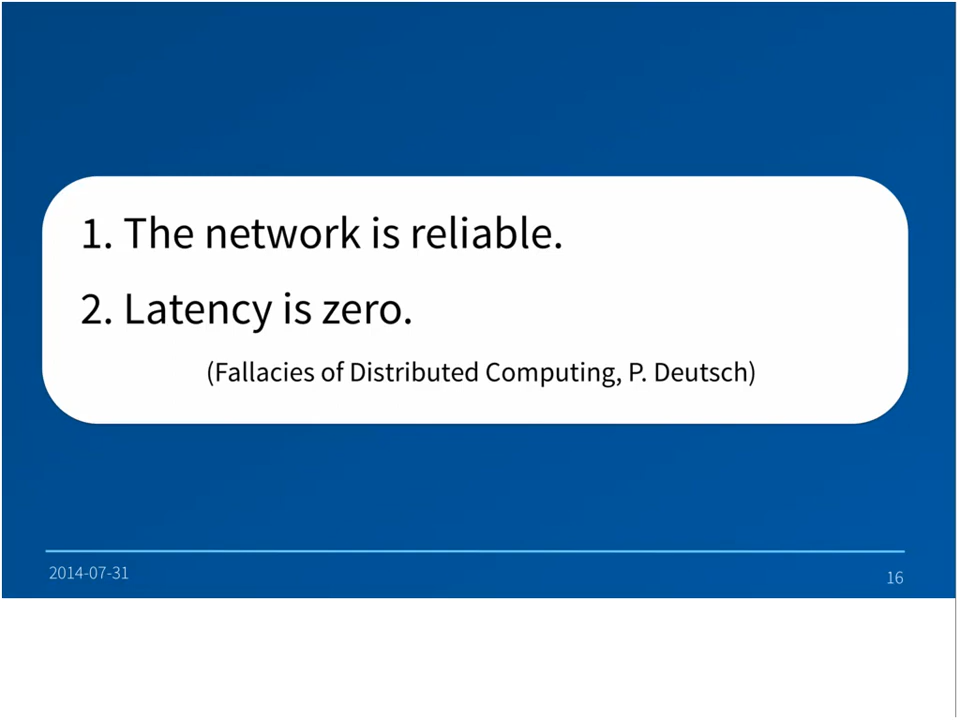 1. The network is reliable.
2. Latency is zero.
(Fallacies of Distributed Computing, P. Deutsch)
2014-07-31
16